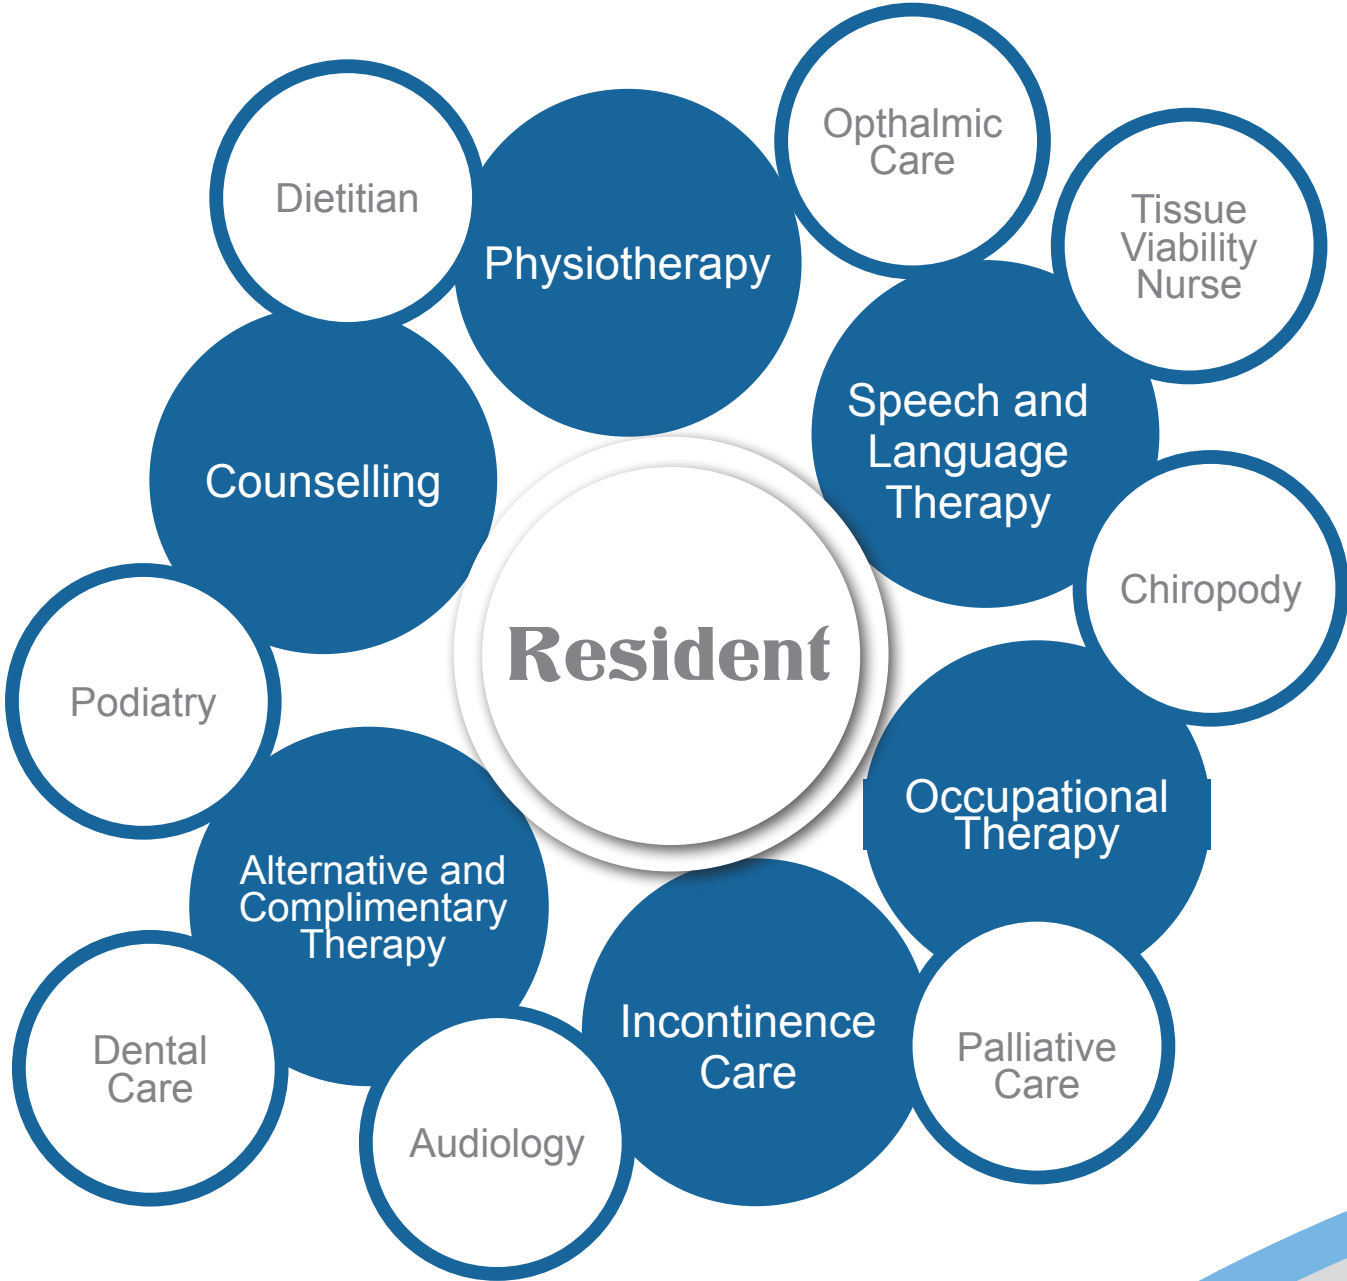 Opthalmic
Care
Dietitian
Tissue
Viability
Nurse
Physiotherapy
Speech and
Language
Therapy
Counselling
Chiropody
Resident
Podiatry
Occupational
Therapy
Alternative and
Complimentary
Therapy
Incontinence
Care
Palliative
Care
Dental
Care
Audiology